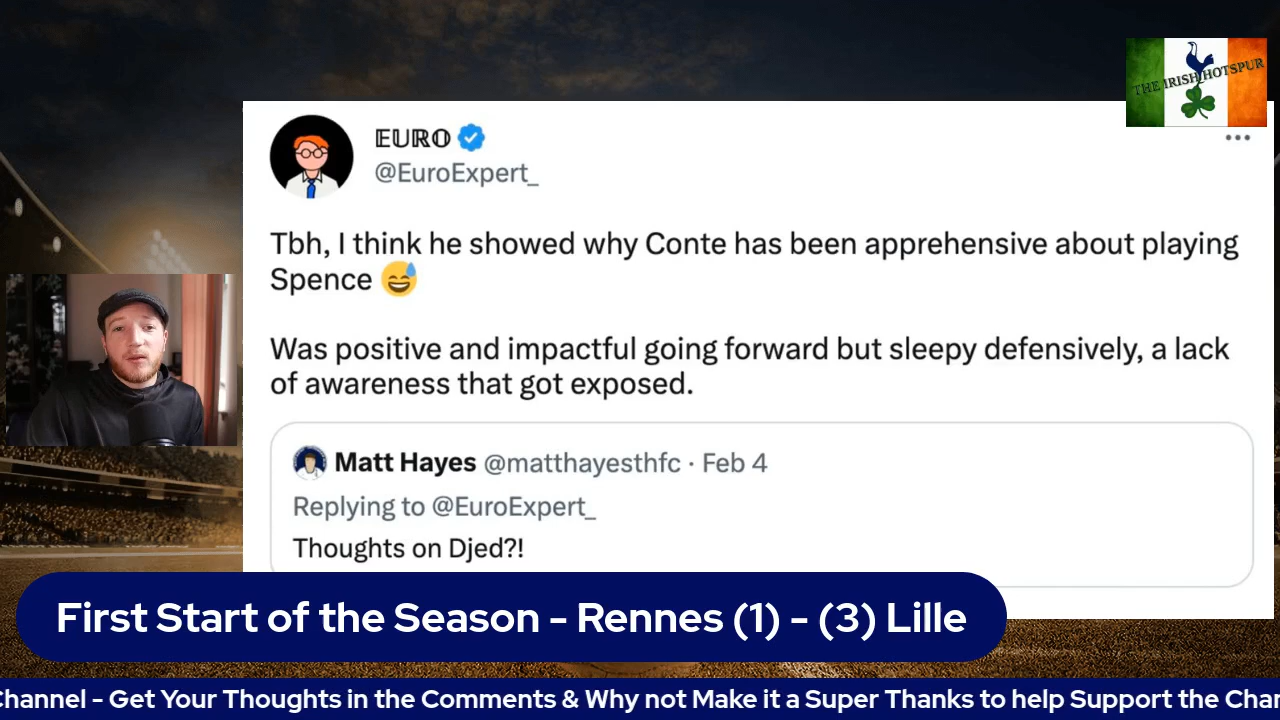 THE IRISH HOTSPUR
EURO
@EuroExpert_
Tbh, I think he showed why Conte has been apprehensive about playing
Spence 😅
Was positive and impactful going forward but sleepy defensively, a lack
of awareness that got exposed.
Matt Hayes @matthayesthfc · Feb 4
Replying to @EuroExpert_
Thoughts on Djed?!
First Start of the Season - Rennes (1) - (3) Lille
Channel - Get Your Thoughts in the Comments & Why not Make it a Super Thanks to help Support the Chan